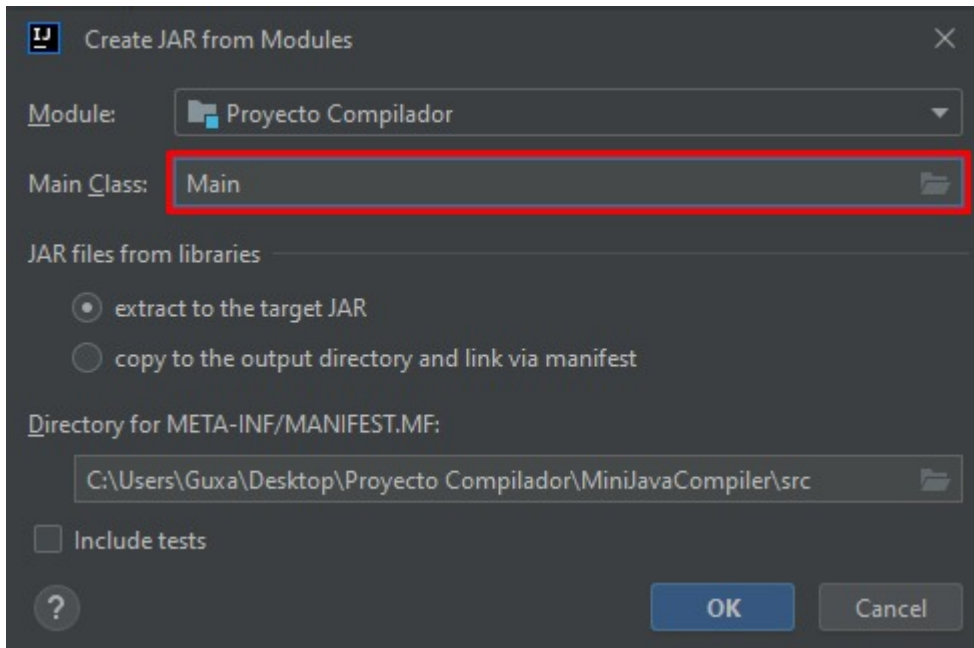 IJ
Create JAR from Modules
Module: Proyecto Compilador
Main Class: Main
JAR files from libraries
extract to the target JAR
copy to the output directory and link via manifest
Directory for META-INF/MANIFEST.MF:
C:\Users\Guxa\Desktop\Proyecto Compilador\MiniJavaCompiler\src
Include tests
? OK Cancel